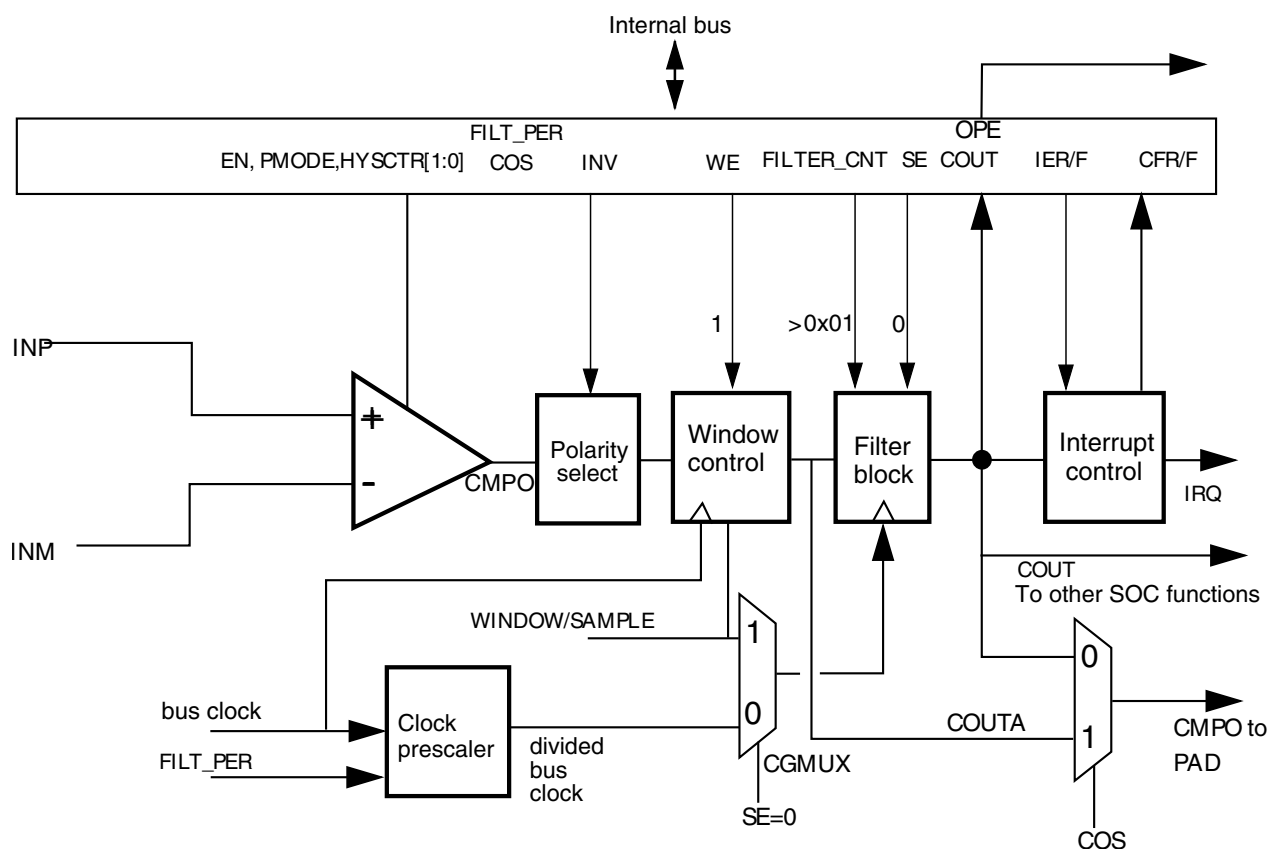 Internal bus
FILT_PER
OPE
EN, PMODE,HYSCTR[1:0]
COS
INV
WE
FILTER_CNT
SE
COUT
IER/F
CFR/F
1
>0x01
0
INP
+
-
INM
CMPO
Polarity
select
Window
control
Filter
block
Interrupt
control
IRQ
COUT
To other SOC functions
WINDOW/SAMPLE
1
0
CGMUX
SE=0
bus clock
FILT_PER
Clock
prescaler
divided
bus
clock
COUTA
0
1
CMPO to
PAD
COS